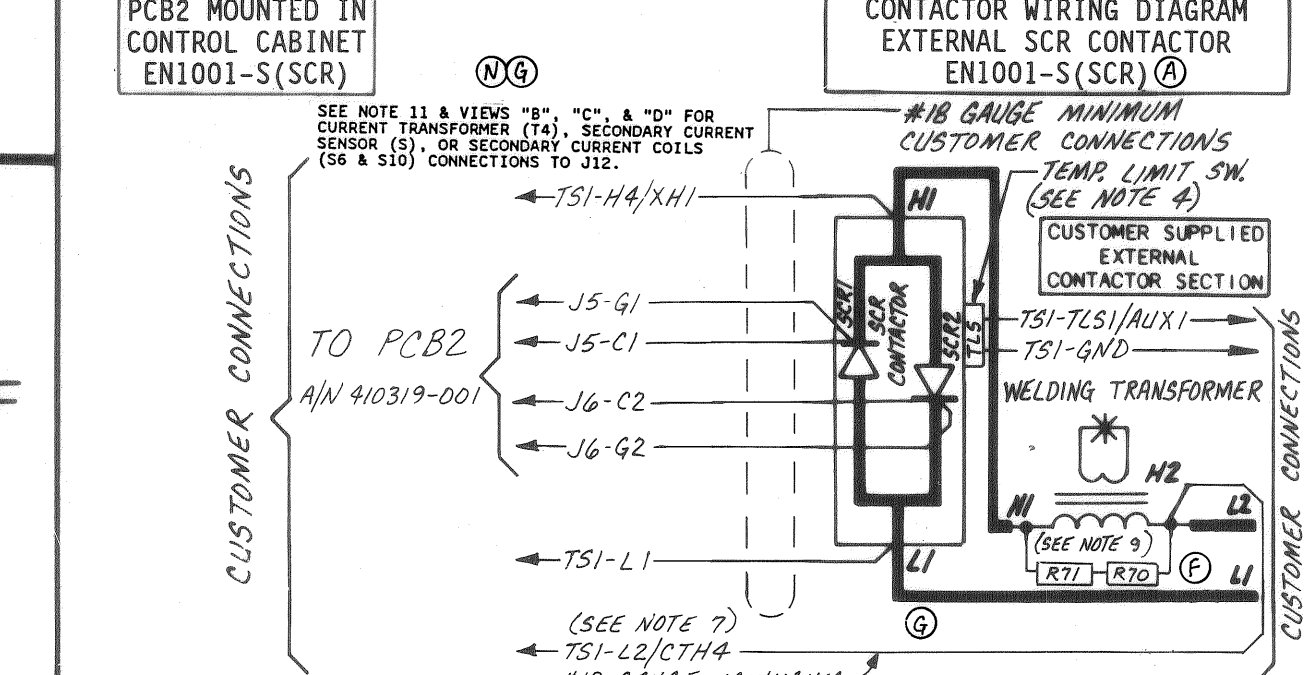 PCB2 MOUNTED IN
CONTROL CABINET
EN1001-S(SCR)
N G
CONTACTOR WIRING DIAGRAM
EXTERNAL SCR CONTACTOR
EN1001-S(SCR) A
SEE NOTE 11 & VIEWS "B", "C", & "D" FOR
CURRENT TRANSFORMER (T4), SECONDARY CURRENT
SENSOR (S), OR SECONDARY CURRENT COILS
(S6 & S10) CONNECTIONS TO J12.
#18 GAUGE MINIMUM
CUSTOMER CONNECTIONS
TEMP. LIMIT SW.
(SEE NOTE 4)
CUSTOMER SUPPLIED
EXTERNAL
CONTACTOR SECTION
CUSTOMER CONNECTIONS
TS1-H4/XH1
H1
TO PCB2
A/N 410319-001
J5-G1
J5-C1
J6-C2
J6-G2
SCR1
SCR
CONTACTOR
SCR2
TLS
TS1-TLS1/AUX1
TS1-GND
WELDING TRANSFORMER
H2
H1
L2
(SEE NOTE 9)
R71
R70
F
L1
TS1-L1
L1
G
(SEE NOTE 7)
TS1-L2/CTH4
CUSTOMER CONNECTIONS